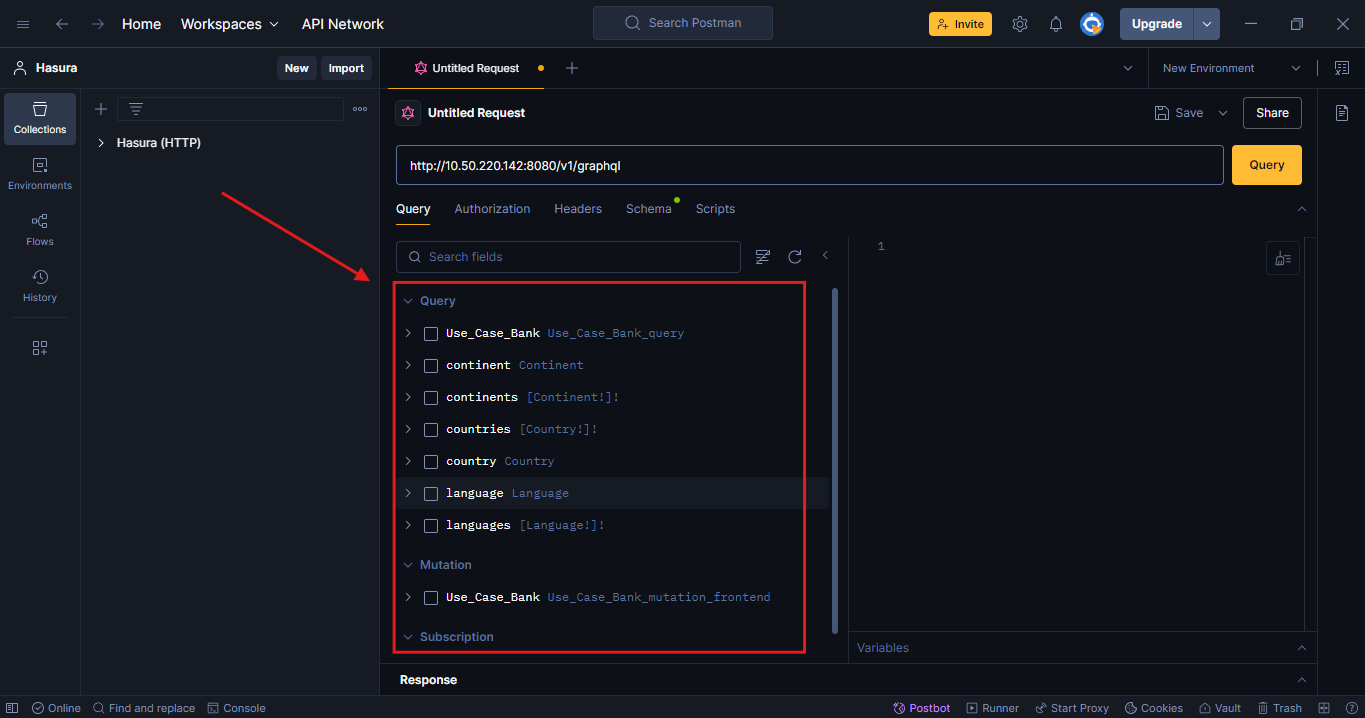 Home Workspaces API Network Search Postman Invite Upgrade
Hasura New Import Untitled Request New Environment
Collections
Environments
Flows
History
Hasura (HTTP)
Untitled Request Save Share
http://10.50.220.142:8080/v1/graphql Query
Query Authorization Headers Schema Scripts
Search fields
Query
Use_Case_Bank Use_Case_Bank_query
continent Continent
continents [Continent!]!
countries [Country!]!
country Country
language Language
languages [Language!]!
Mutation
Use_Case_Bank Use_Case_Bank_mutation_frontend
Subscription
1
Variables
Response
Online Find and replace Console Postbot Runner Start Proxy Cookies Vault Trash